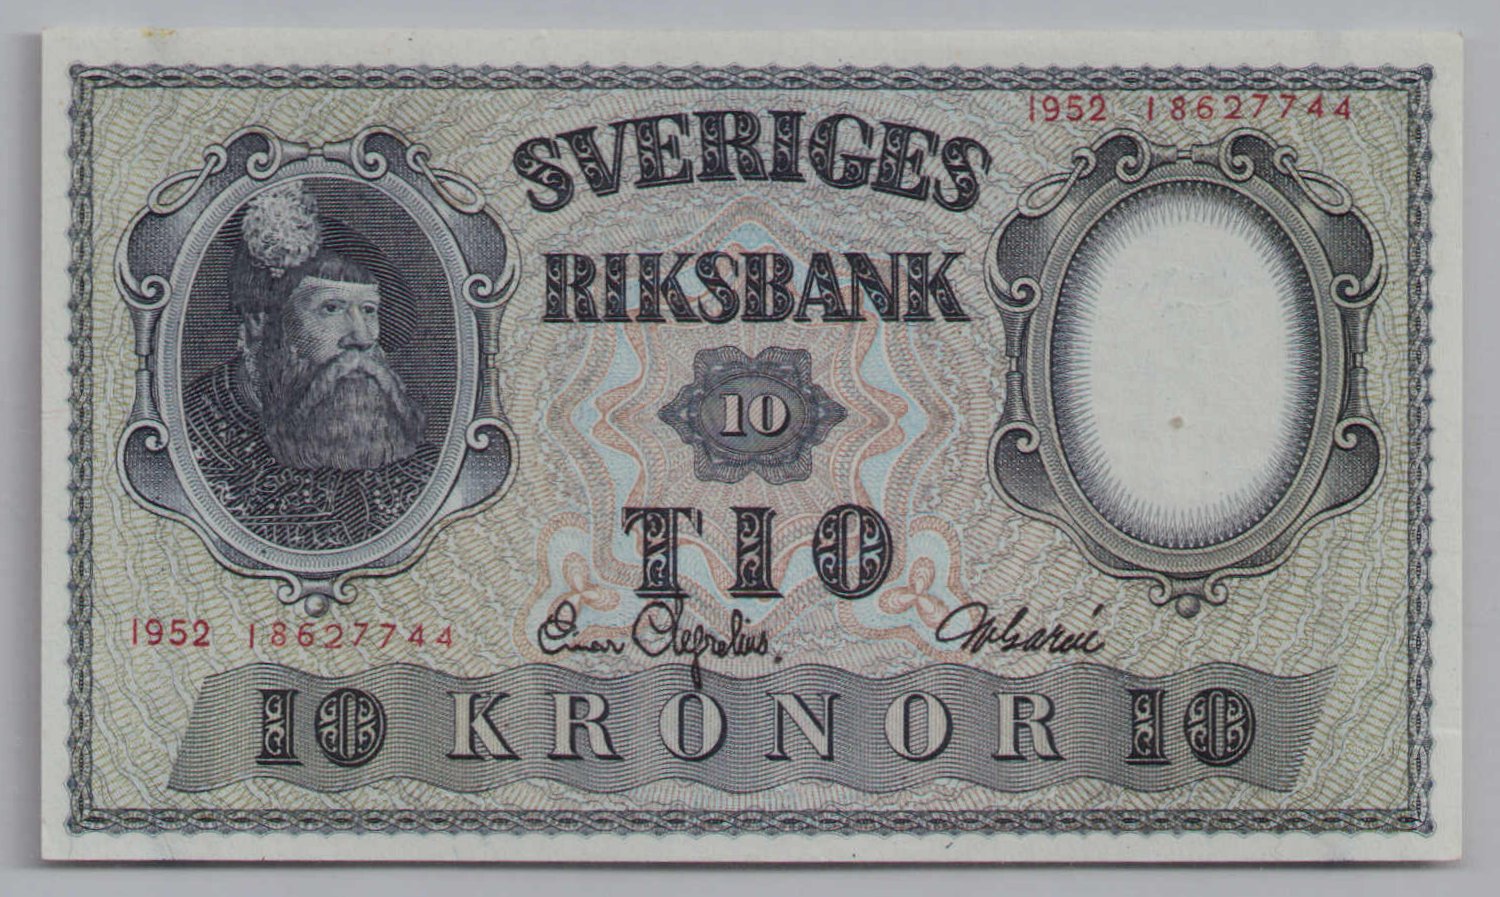 1952 18627744
SVERIGES
RIKSBANK
10
TIO
1952 18627744
10 KRONOR 10